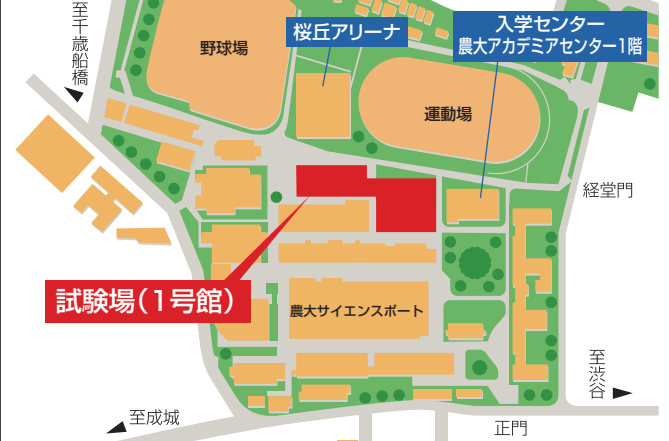 至千歳船橋
野球場
桜丘アリーナ
入学センター
農大アカデミアセンター1階
運動場
経堂門
試験場(1号館)
農大サイエンスポート
至渋谷
至成城
正門